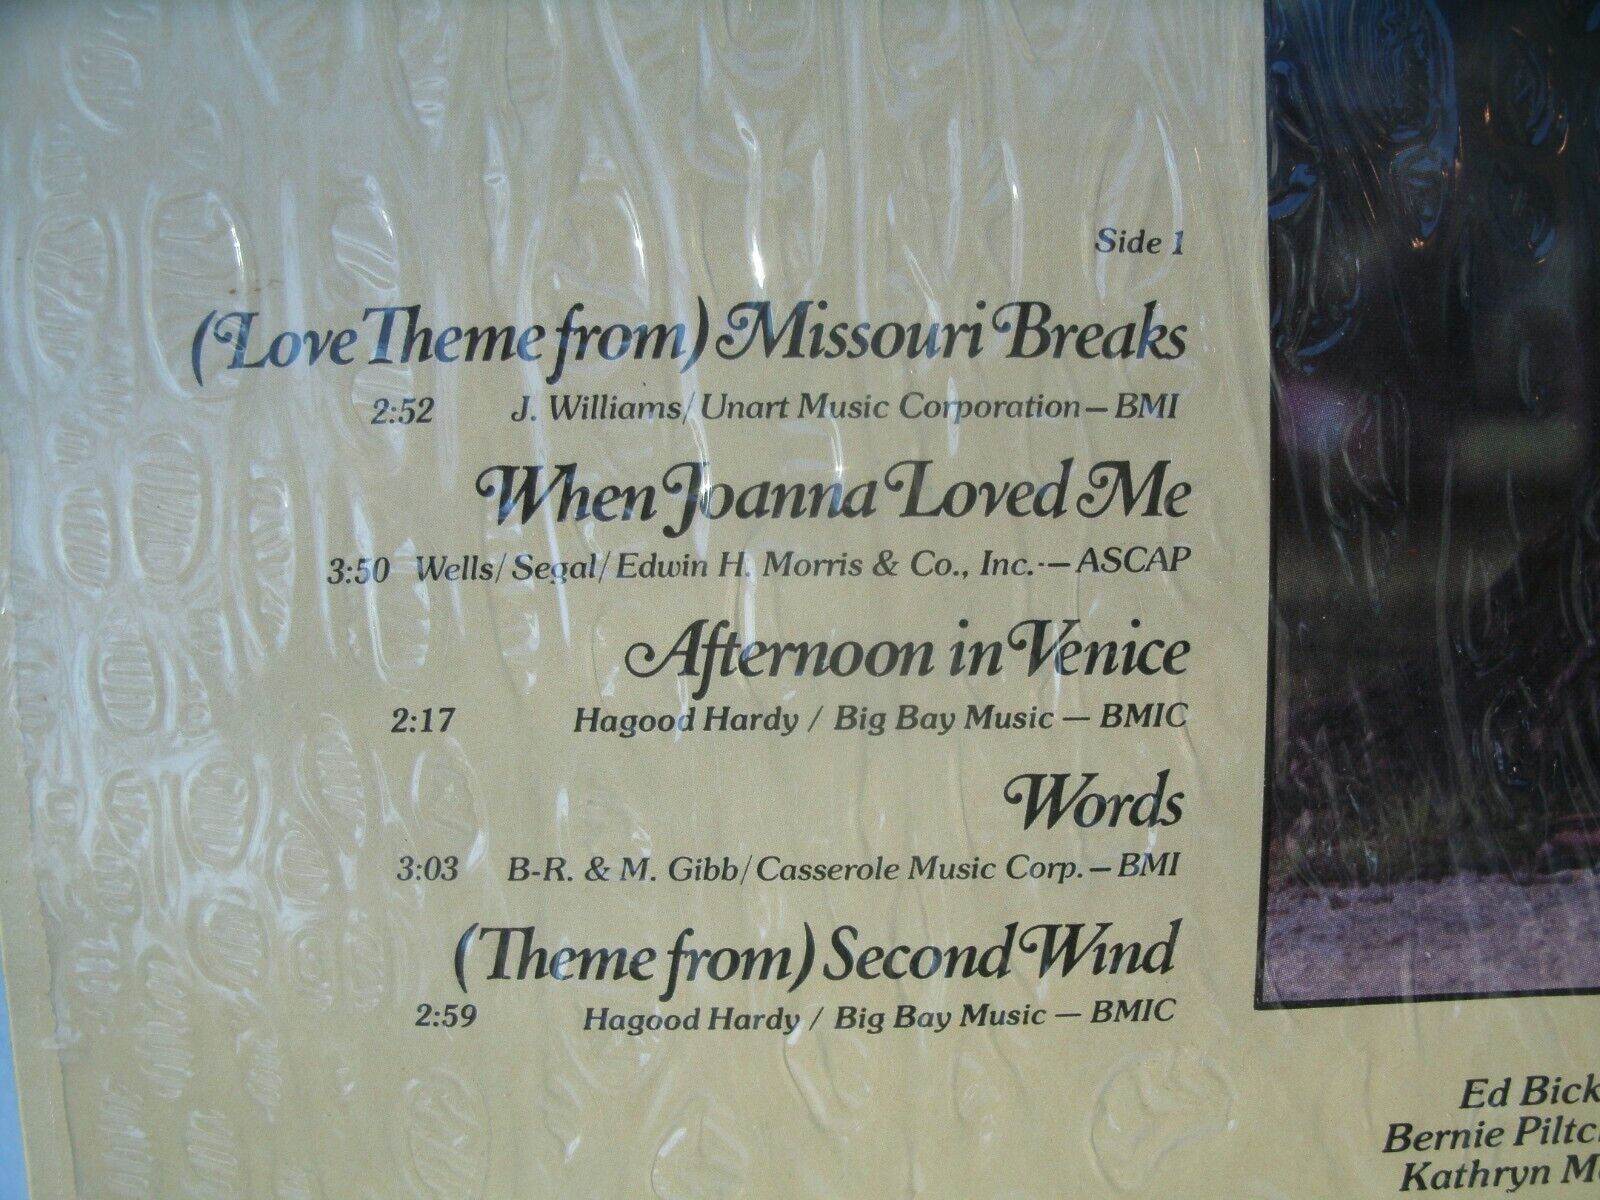 Side 1
(Love Theme from) Missouri Breaks
2:52 J. Williams/Unart Music Corporation—BMI
When Joanna Loved Me
3:50 Wells/Segal/Edwin H. Morris & Co., Inc.—ASCAP
Afternoon in Venice
2:17 Hagood Hardy / Big Bay Music — BMIC
Words
3:03 B-R. & M. Gibb/Casserole Music Corp.—BMI
(Theme from) Second Wind
2:59 Hagood Hardy / Big Bay Music — BMIC
Ed
Bernie
Kathryn